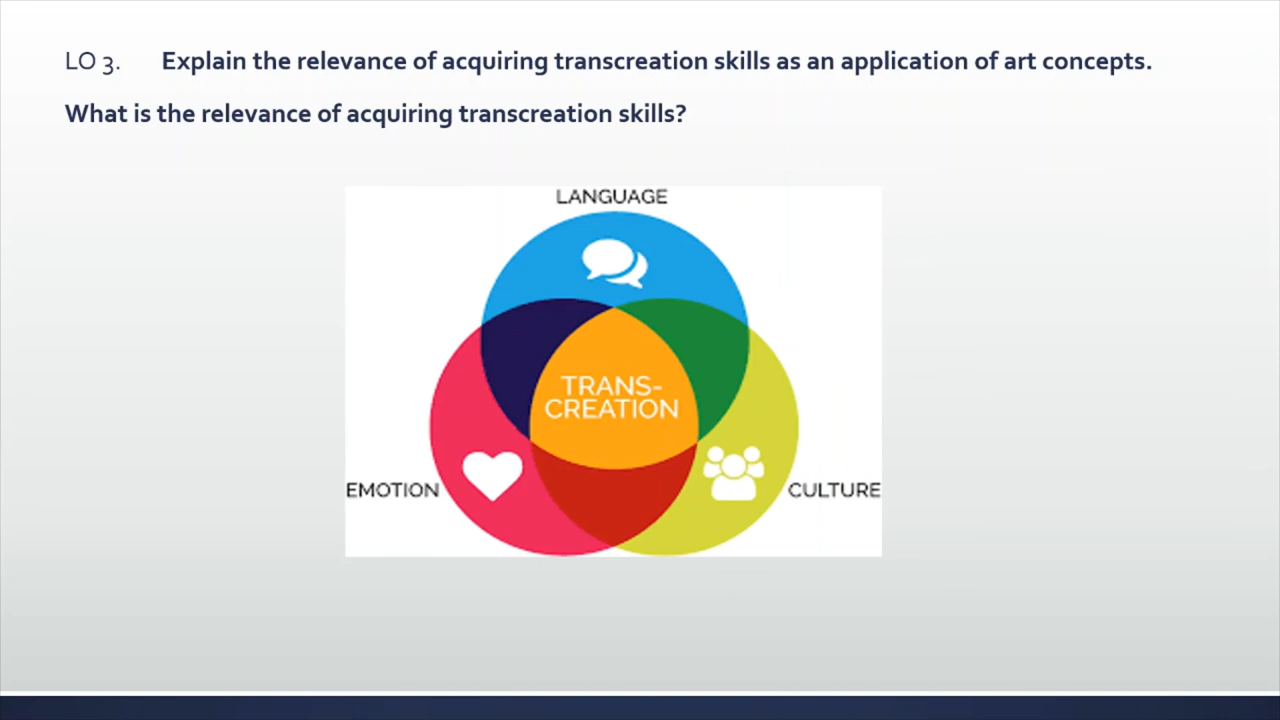 LO 3. Explain the relevance of acquiring transcreation skills as an application of art concepts.
What is the relevance of acquiring transcreation skills?
LANGUAGE
TRANS-
CREATION
EMOTION
CULTURE